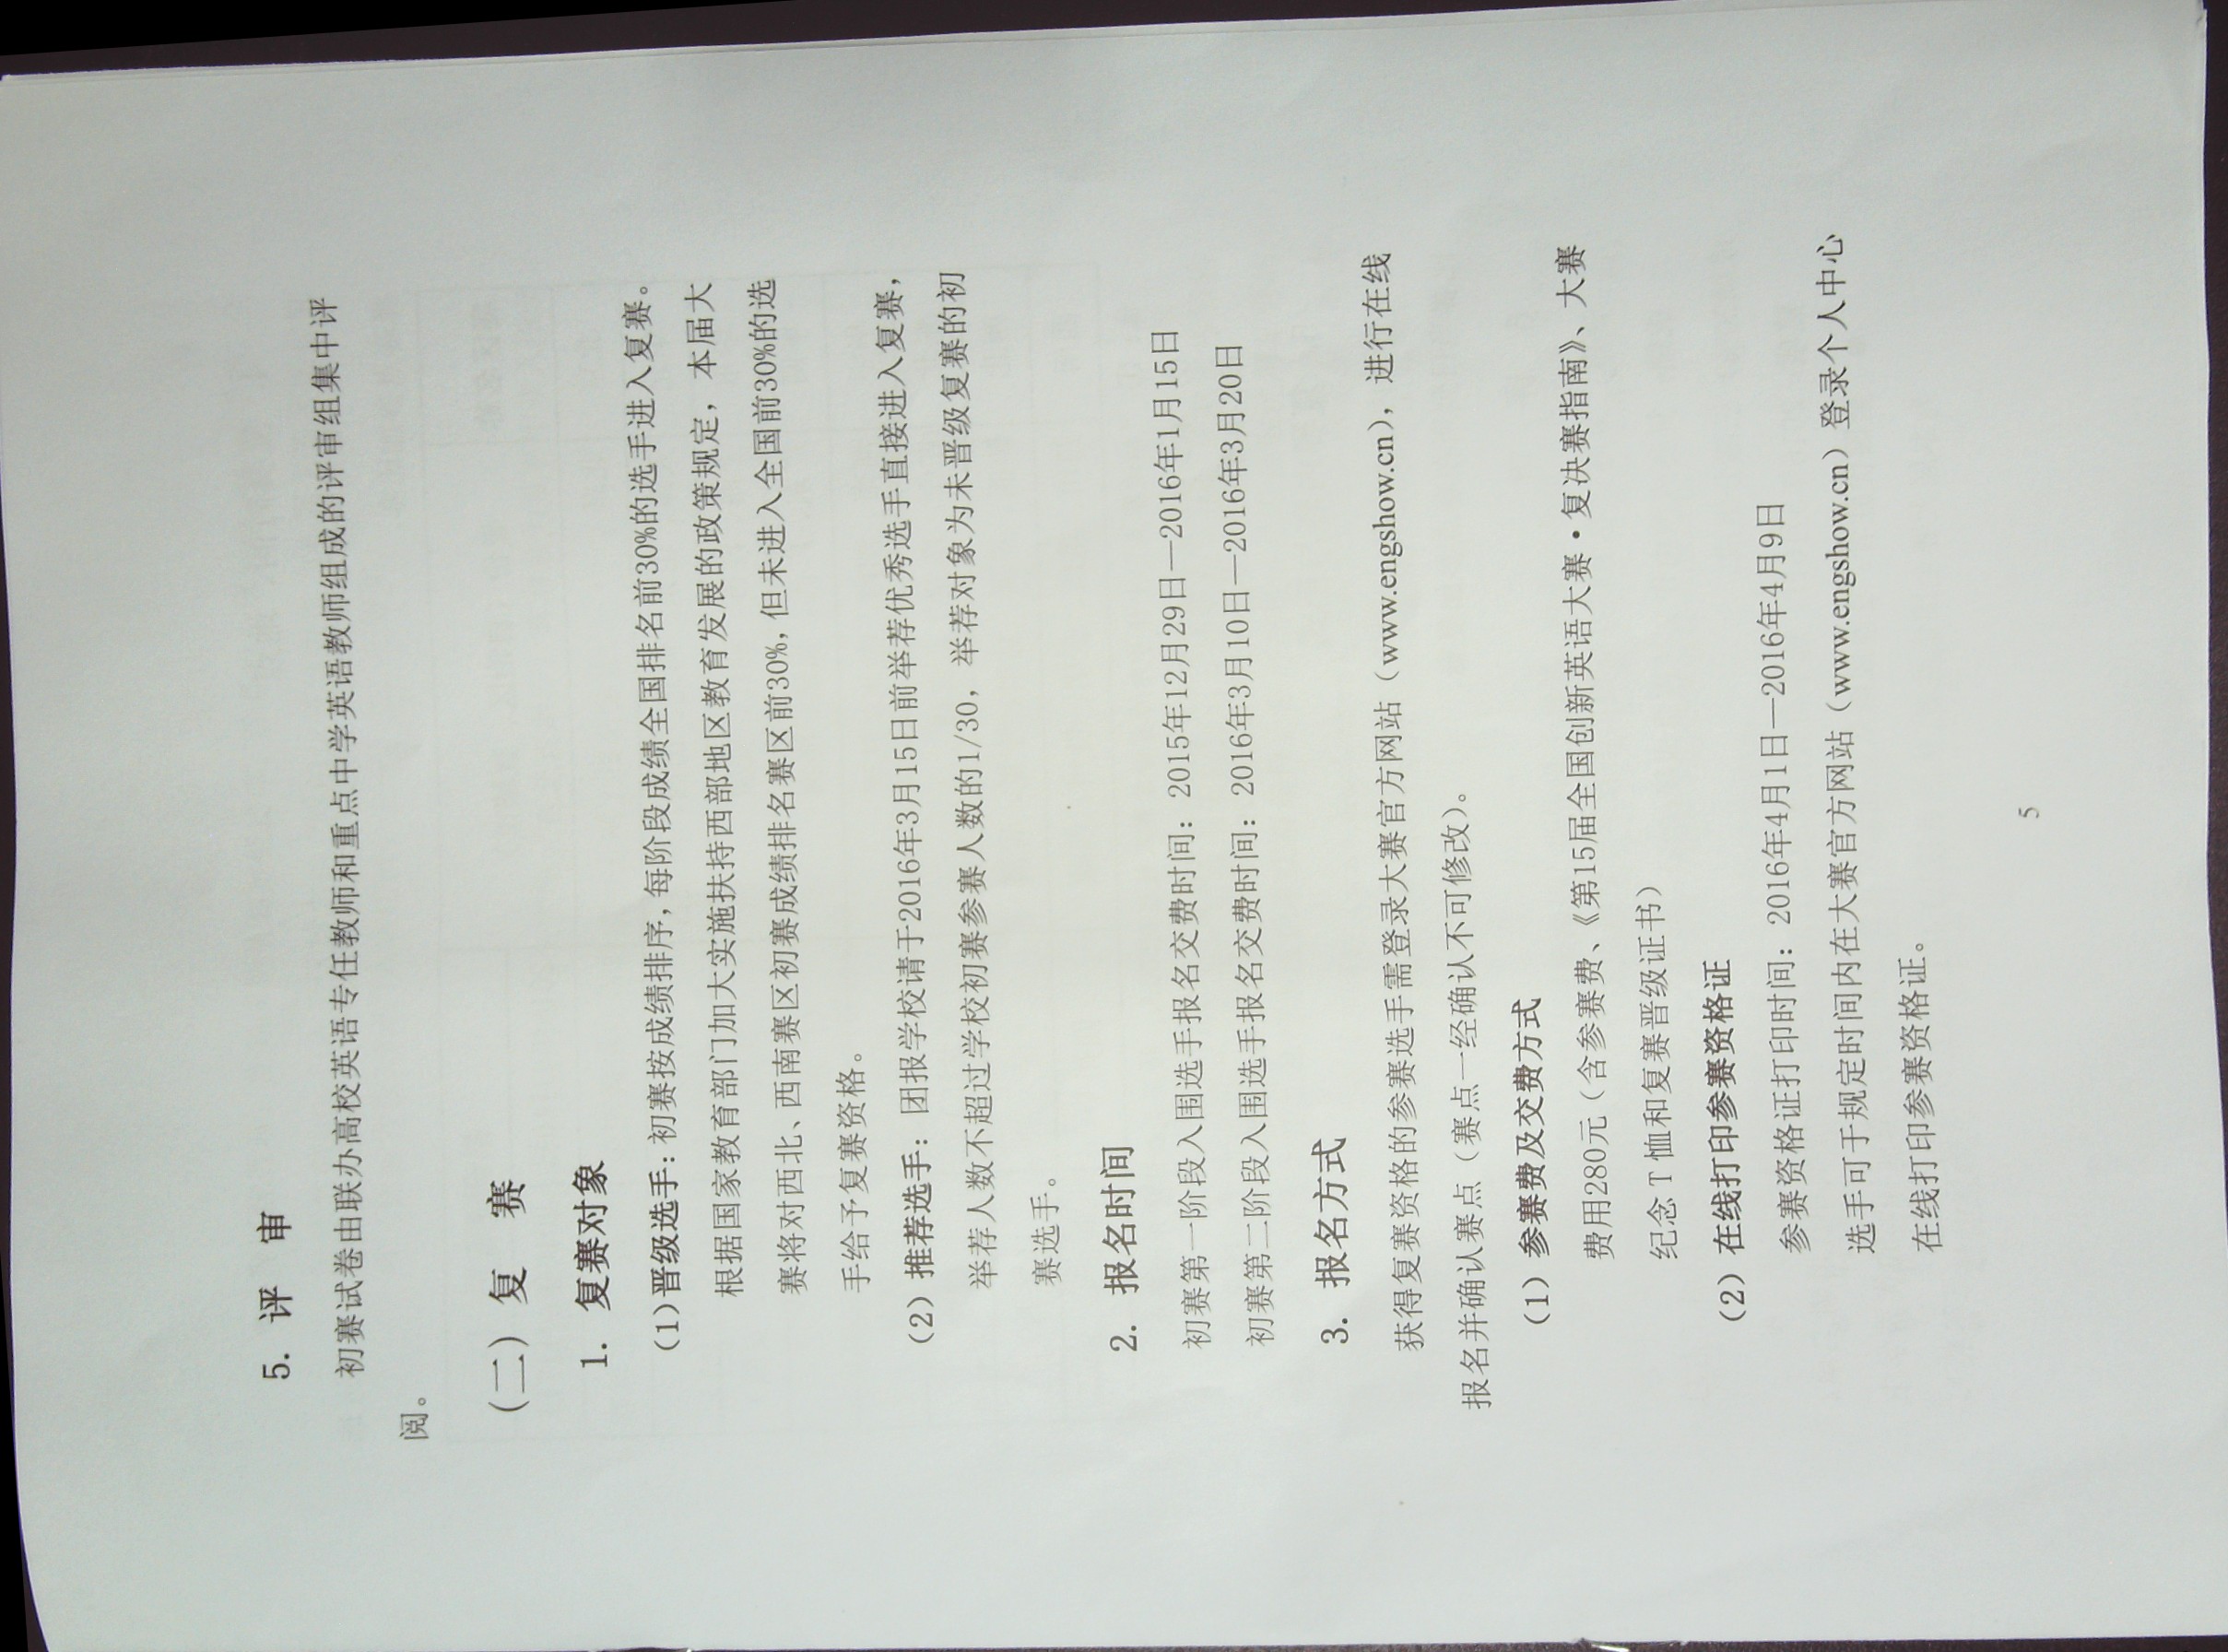 5. 评 审
初赛试卷由联办高校英语专任教师和重点中学英语教师组成的评审组集中评
阅。
(二) 复 赛
1. 复赛对象
(1)晋级选手：初赛按成绩排序，每阶段成绩全国排名前30%的选手进入复赛。
根据国家教育部门加大实施扶持西部地区教育发展的政策规定，本届大
赛将对西北、西南赛区初赛成绩排名赛区前30%，但未进入全国前30%的选
手给予复赛资格。
(2) 推荐选手：团报学校请于2016年3月15日前举荐优秀选手直接进入复赛，
举荐人数不超过学校初赛参赛人数的1/30，举荐对象为未晋级复赛的初
赛选手。
2. 报名时间
初赛第一阶段入围选手报名交费时间：2015年12月29日—2016年1月15日
初赛第二阶段入围选手报名交费时间：2016年3月10日—2016年3月20日
3. 报名方式
获得复赛资格的参赛选手需登录大赛官方网站（www.engshow.cn），进行在线
报名并确认赛点（赛点一经确认不可修改）。
(1) 参赛费及交费方式
费用280元（含参赛费、《第15届全国创新英语大赛·复决赛指南》、大赛
纪念T恤和复赛晋级证书）
(2) 在线打印参赛资格证
参赛资格证打印时间：2016年4月1日—2016年4月9日
选手可于规定时间内在大赛官方网站（www.engshow.cn）登录个人中心
在线打印参赛资格证。
5